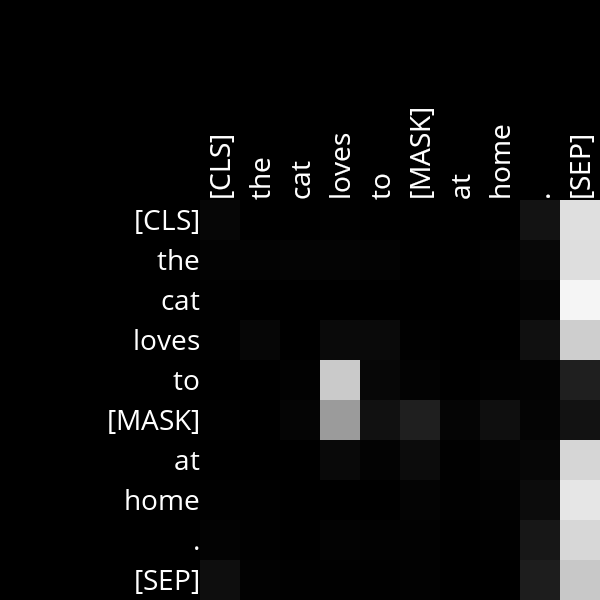 [CLS] the cat loves to [MASK] at home . [SEP]
[CLS]
the
cat
loves
to
[MASK]
at
home
.
[SEP]